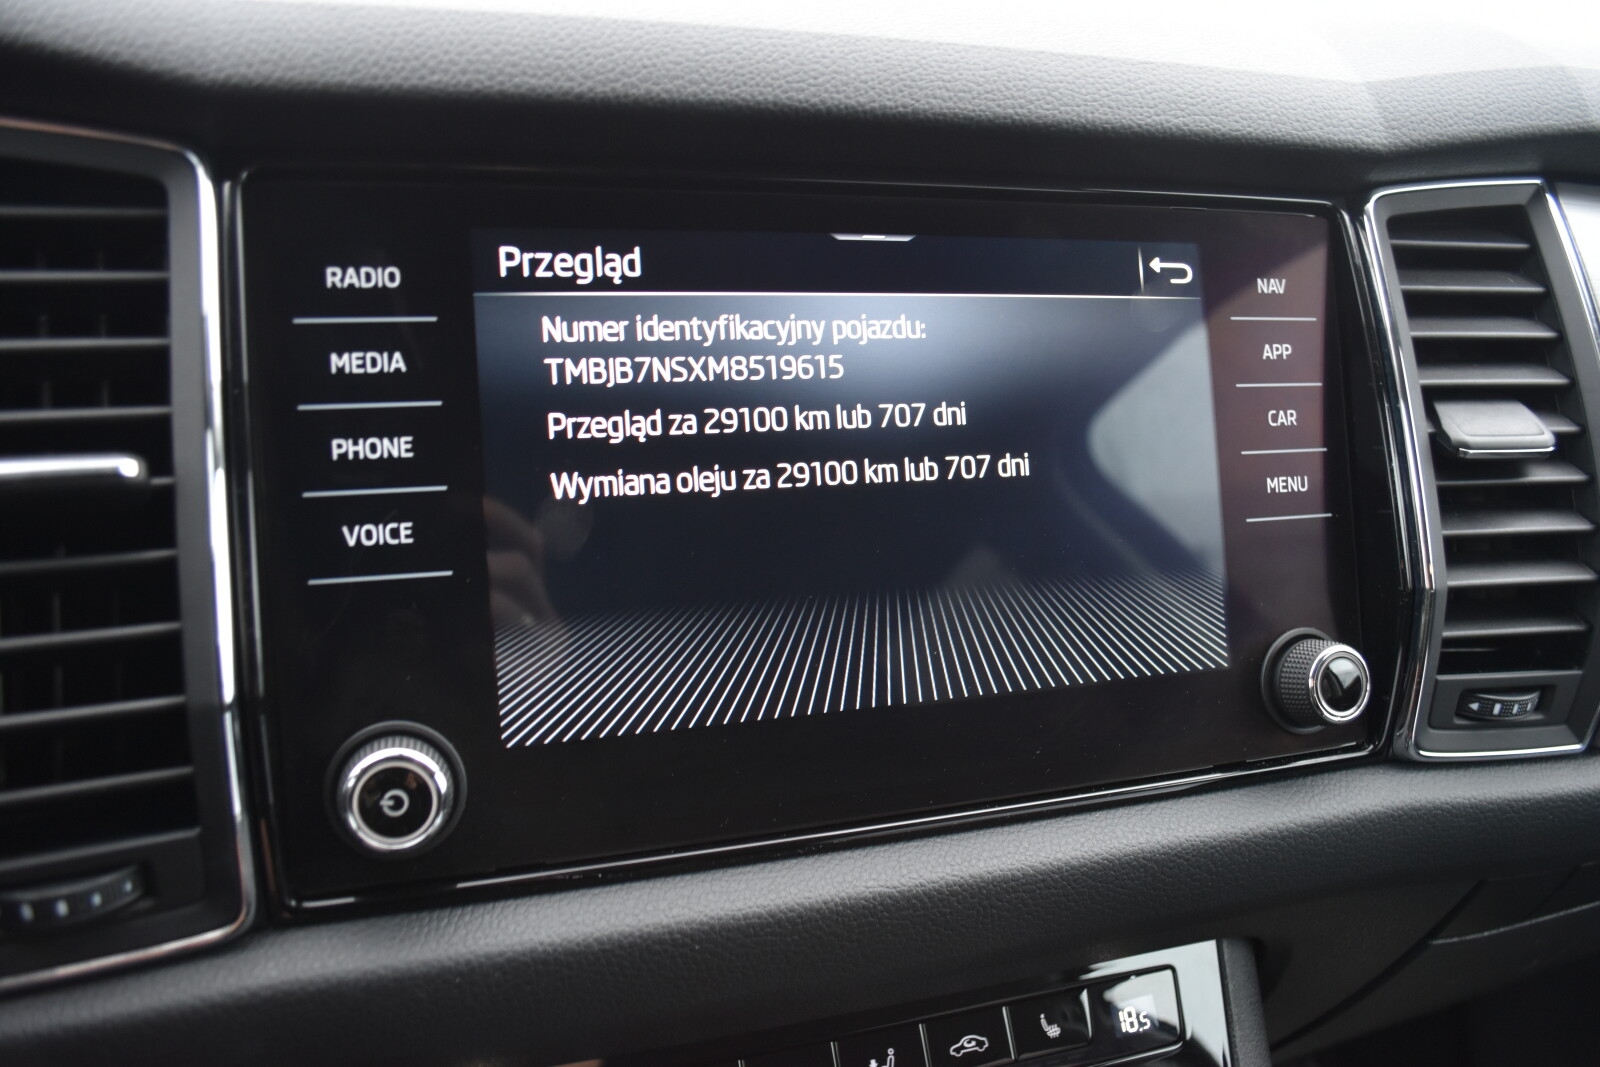 Przegląd
RADIO
MEDIA
PHONE
VOICE
Numer identyfikacyjny pojazdu:
TMBJB7NSXM8519615
Przegląd za 29100 km lub 707 dni
Wymiana oleju za 29100 km lub 707 dni
NAV
APP
CAR
MENU
18.5